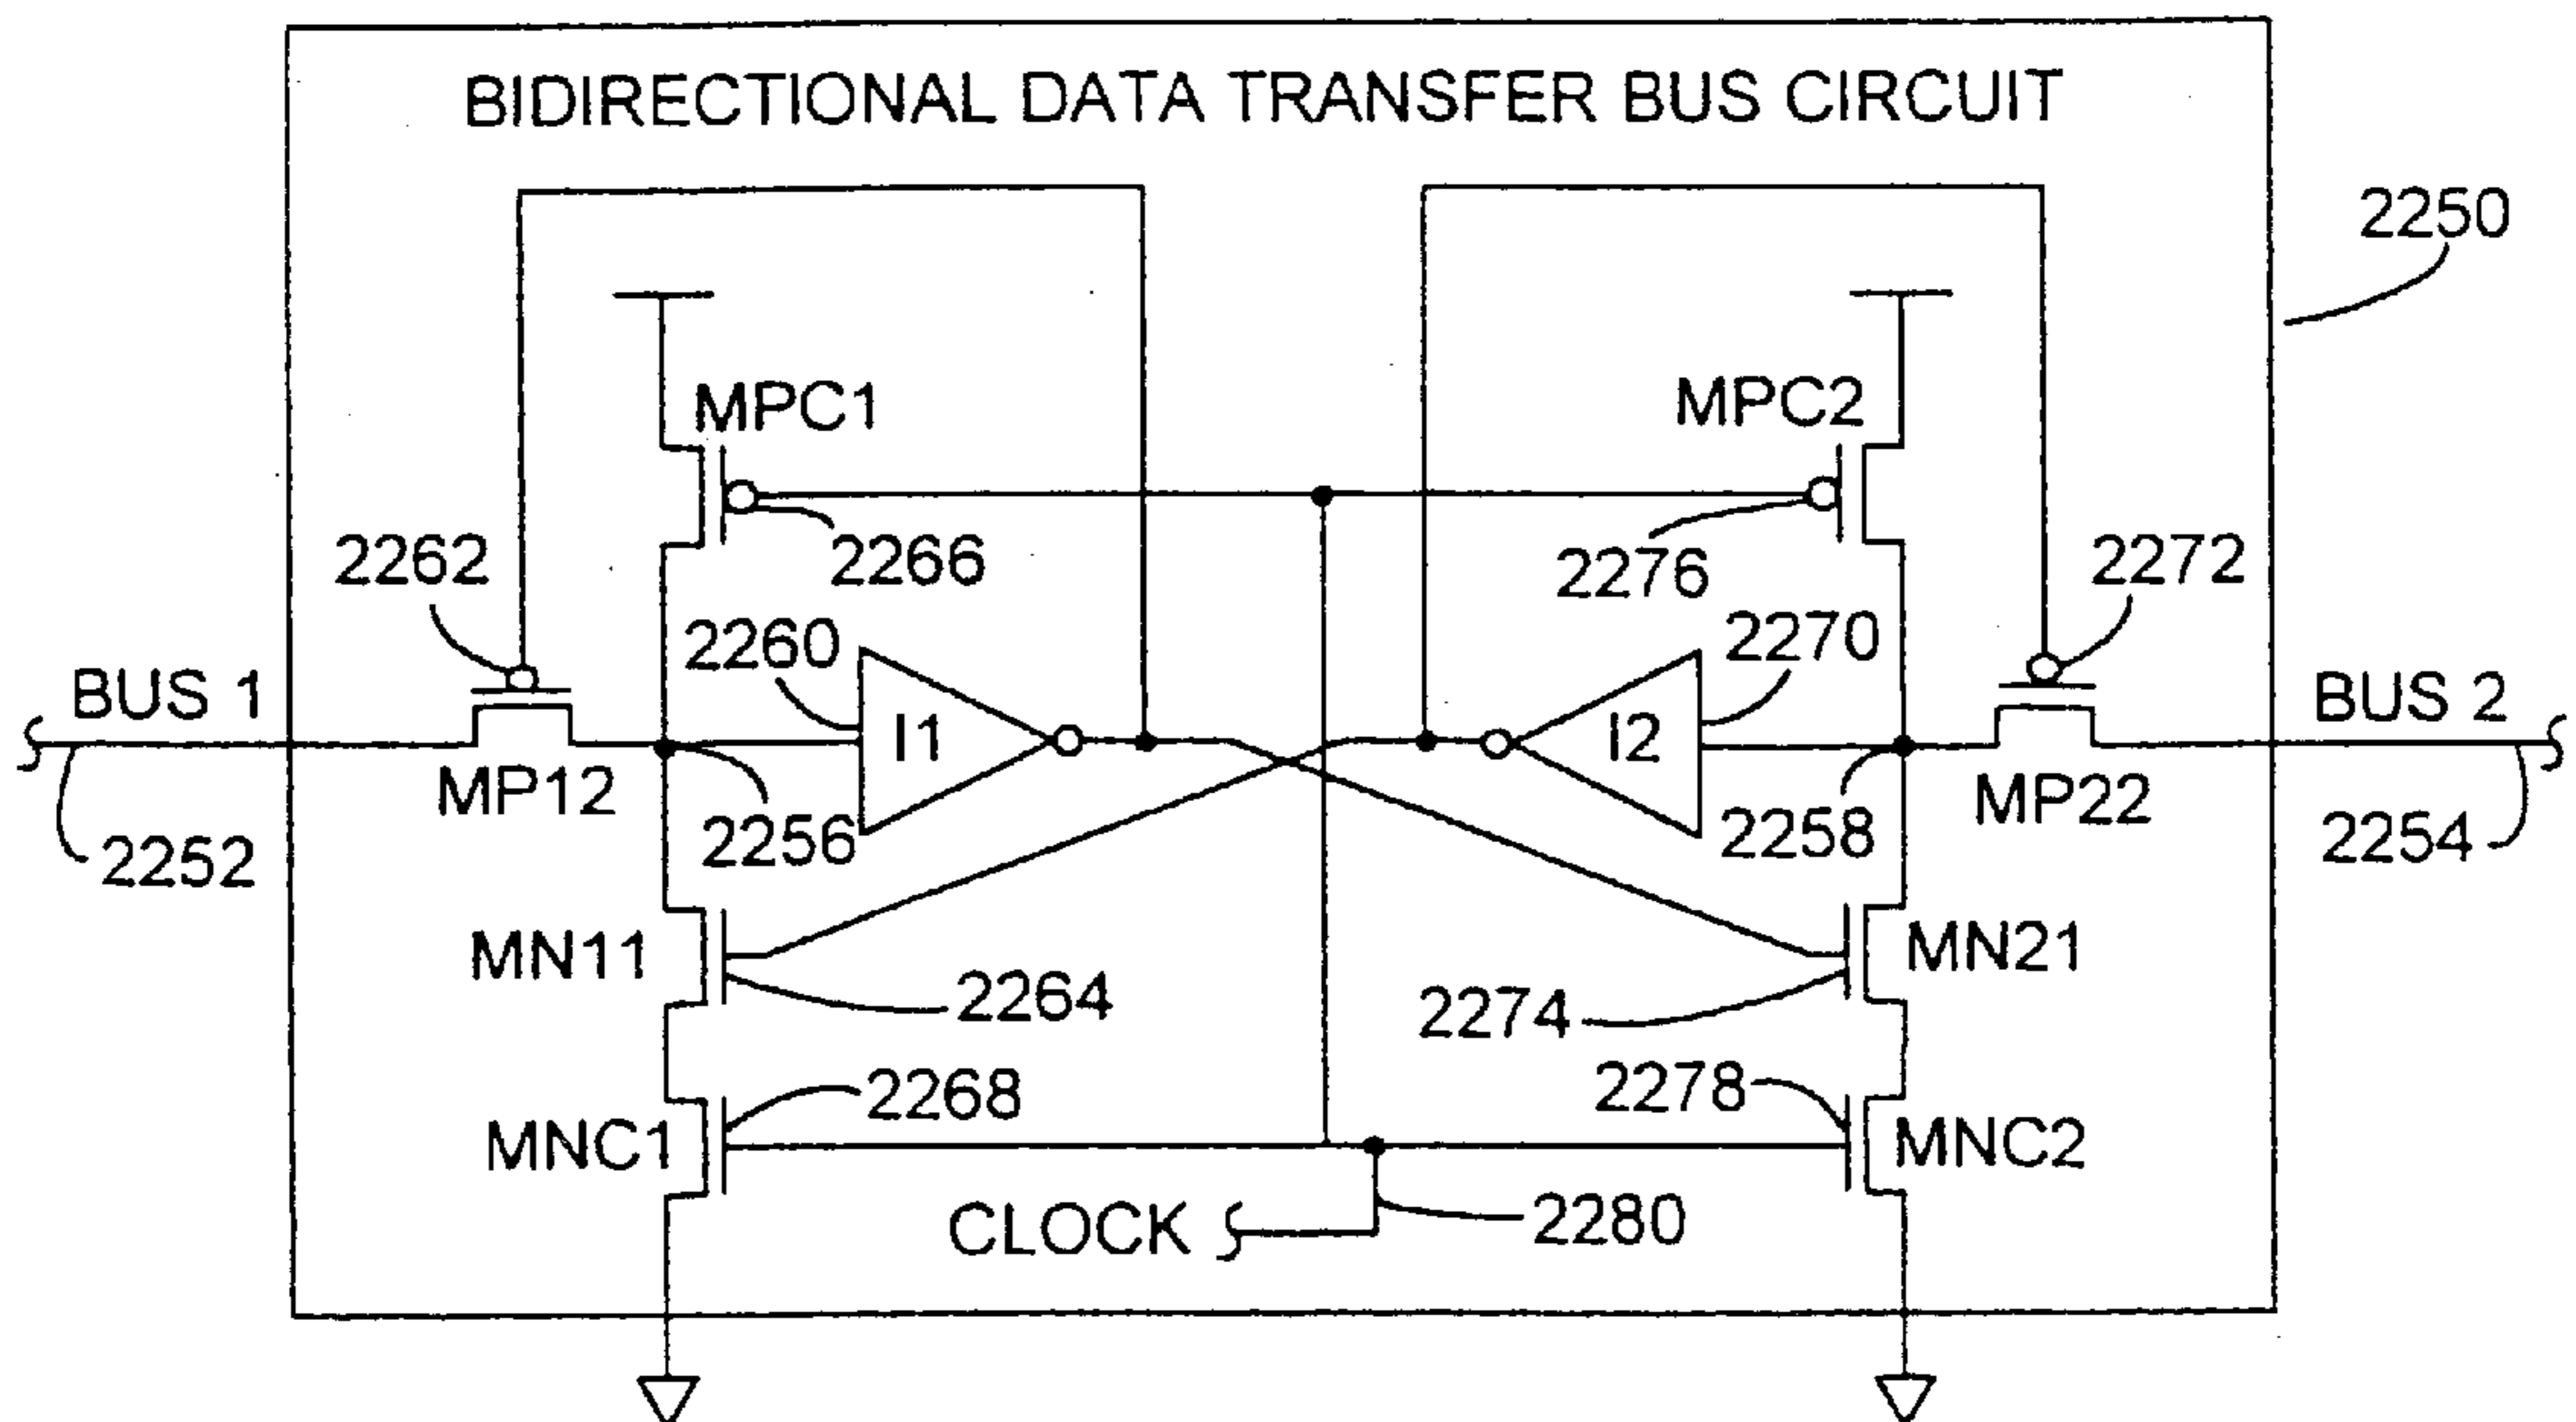 BIDIRECTIONAL DATA TRANSFER BUS CIRCUIT
2250
MPC1
MPC2
2262
2266
2276
2272
2260
2270
BUS 1
I1
I2
BUS 2
MP12
MP22
2252
2256
2258
2254
MN11
MN21
2264
2274
2268
2278
MNC1
MNC2
CLOCK
2280